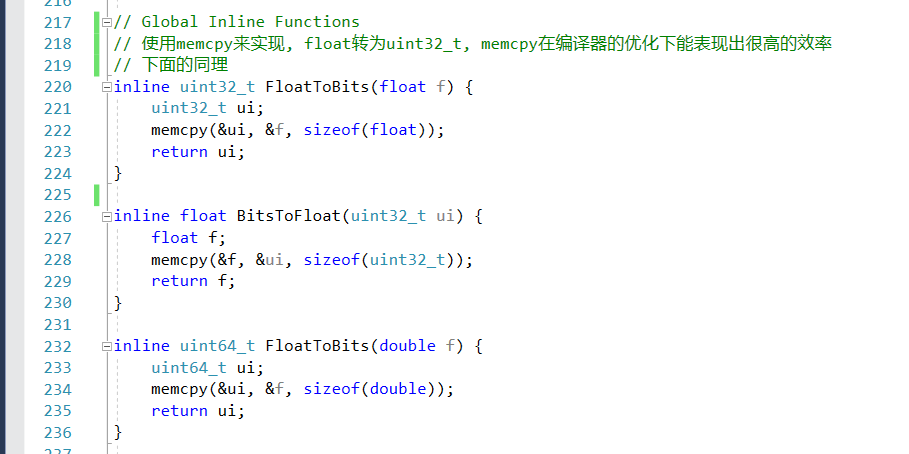 216
217 // Global Inline Functions
218 // 使用memcpy来实现, float转为uint32_t, memcpy在编译器的优化下能表现出很高的效率
219 // 下面的同理
220 inline uint32_t FloatToBits(float f) {
221     uint32_t ui;
222     memcpy(&ui, &f, sizeof(float));
223     return ui;
224 }
225
226 inline float BitsToFloat(uint32_t ui) {
227     float f;
228     memcpy(&f, &ui, sizeof(uint32_t));
229     return f;
230 }
231
232 inline uint64_t FloatToBits(double f) {
233     uint64_t ui;
234     memcpy(&ui, &f, sizeof(double));
235     return ui;
236 }
237